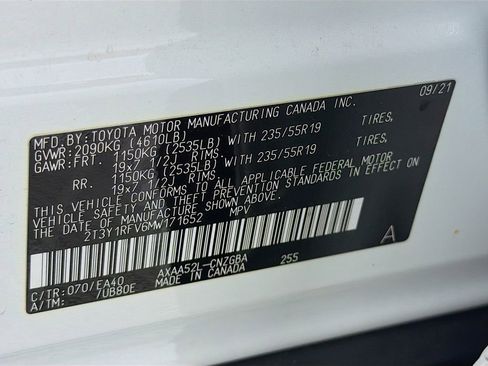 MFD.BY:TOYOTA MOTOR MANUFACTURING CANADA INC. 09/21
GVWR:2090KG (4610LB)
GAWR:FRT. 1150KG (2535LB) WITH 235/55R19 TIRES,
19x7 1/2J RIMS.
RR. 1150KG (2535LB) WITH 235/55R19 TIRES,
19x7 1/2J RIMS.
THIS VEHICLE CONFORMS TO ALL APPLICABLE FEDERAL MOTOR
VEHICLE SAFETY AND THEFT PREVENTION STANDARDS IN EFFECT ON
THE DATE OF MANUFACTURE SHOWN ABOVE.
2T3Y1RFV6MW171652 MPV
C/TR:070/EA40 AXAA52L-CNZGBA 255 A
A/TM: 7UB80E MADE IN CANADA